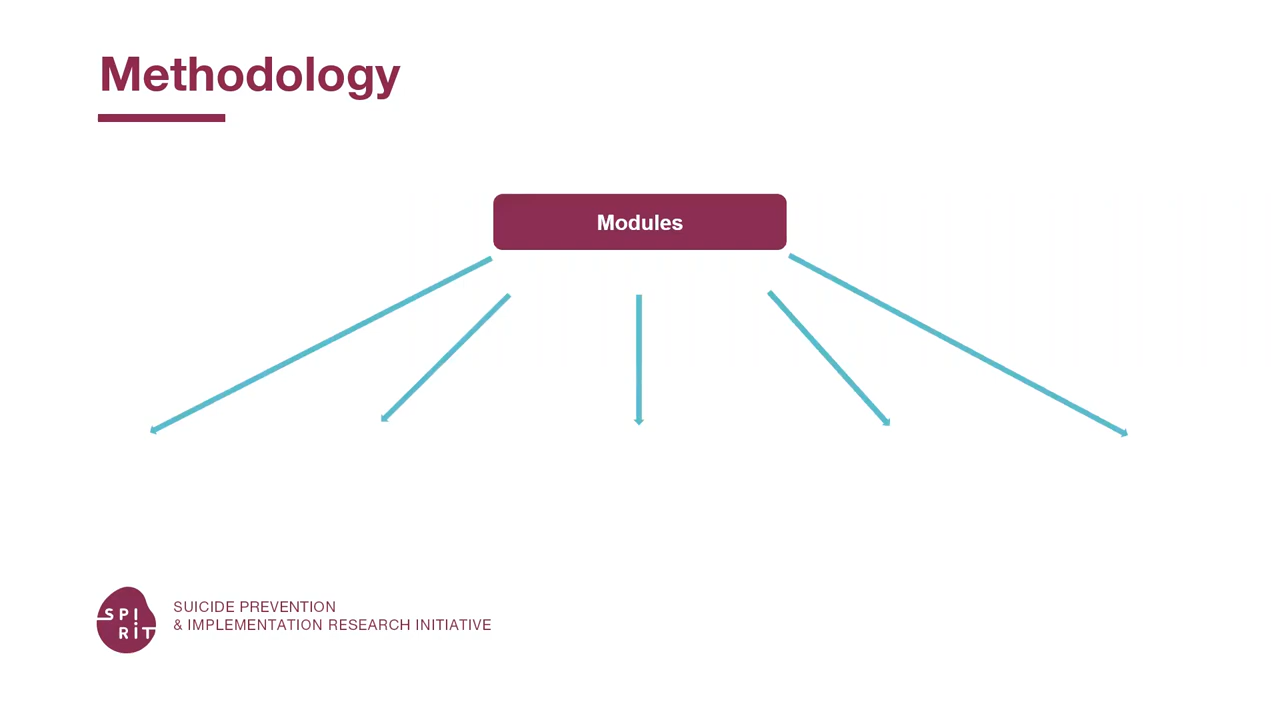 Methodology
Modules
SPI
RIT
SUICIDE PREVENTION
& IMPLEMENTATION RESEARCH INITIATIVE